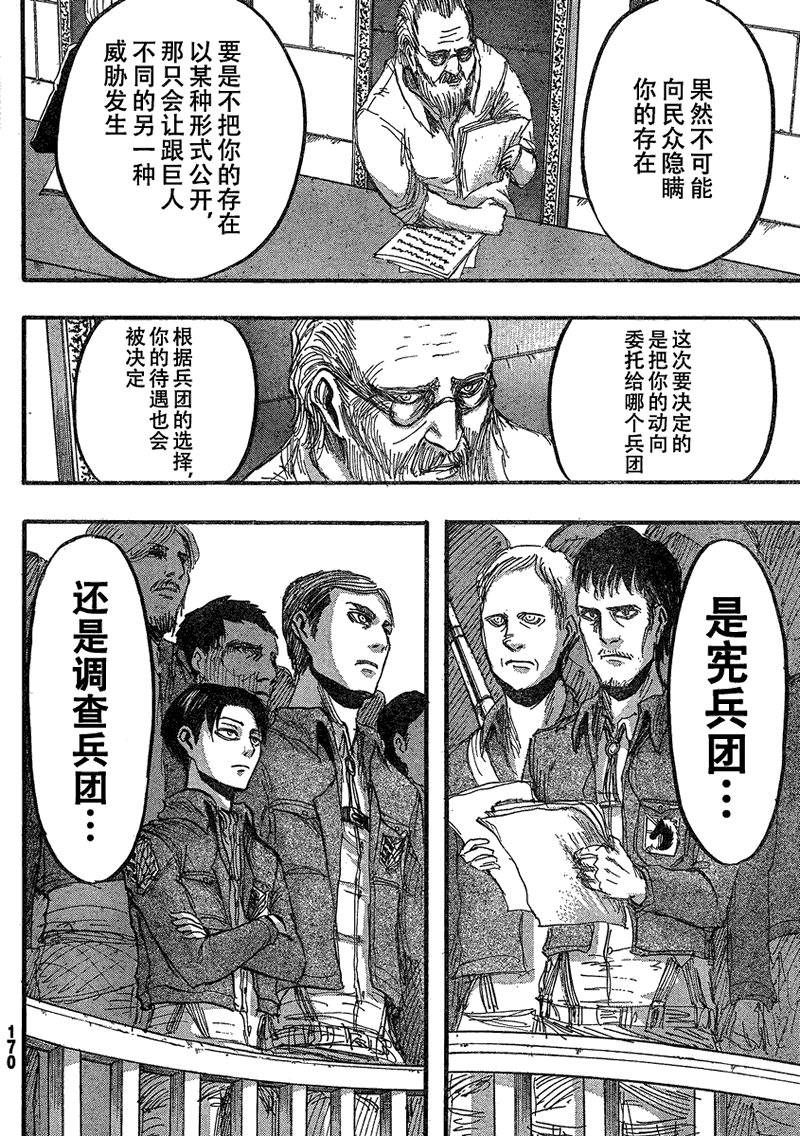 果然不可能
向民众隐瞒
你的存在
要是不把你的存在
以某种形式公开,
那只会让跟巨人
不同的另一种
威胁发生
这次要决定的
是把你的动向
委托给哪个兵团
根据兵团的选择,
你的待遇也会
被决定
是宪兵团…
还是调查兵团…
170